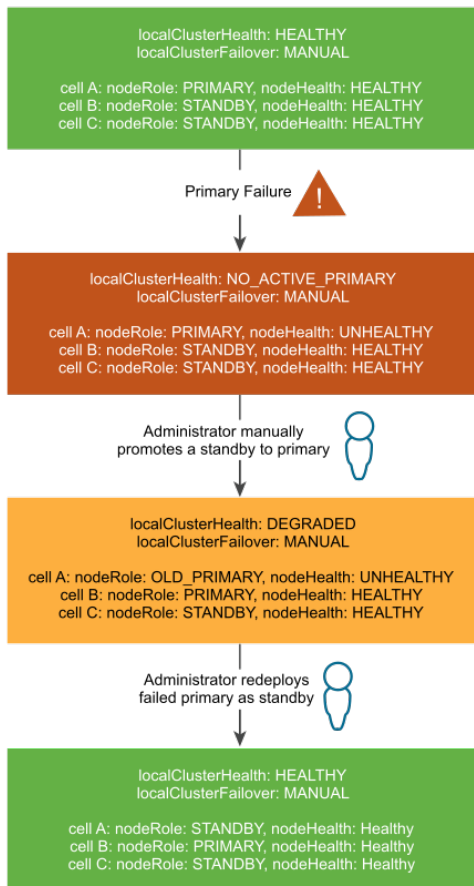 localClusterHealth: HEALTHY
localClusterFailover: MANUAL
cell A: nodeRole: PRIMARY, nodeHealth: HEALTHY
cell B: nodeRole: STANDBY, nodeHealth: HEALTHY
cell C: nodeRole: STANDBY, nodeHealth: HEALTHY
Primary Failure
!
localClusterHealth: NO_ACTIVE_PRIMARY
localClusterFailover: MANUAL
cell A: nodeRole: PRIMARY, nodeHealth: UNHEALTHY
cell B: nodeRole: STANDBY, nodeHealth: HEALTHY
cell C: nodeRole: STANDBY, nodeHealth: HEALTHY
Administrator manually
promotes a standby to primary
localClusterHealth: DEGRADED
localClusterFailover: MANUAL
cell A: nodeRole: OLD_PRIMARY, nodeHealth: UNHEALTHY
cell B: nodeRole: PRIMARY, nodeHealth: HEALTHY
cell C: nodeRole: STANDBY, nodeHealth: HEALTHY
Administrator redeploys
failed primary as standby
localClusterHealth: HEALTHY
localClusterFailover: MANUAL
cell A: nodeRole: STANDBY, nodeHealth: Healthy
cell B: nodeRole: PRIMARY, nodeHealth: Healthy
cell C: nodeRole: STANDBY, nodeHealth: Healthy